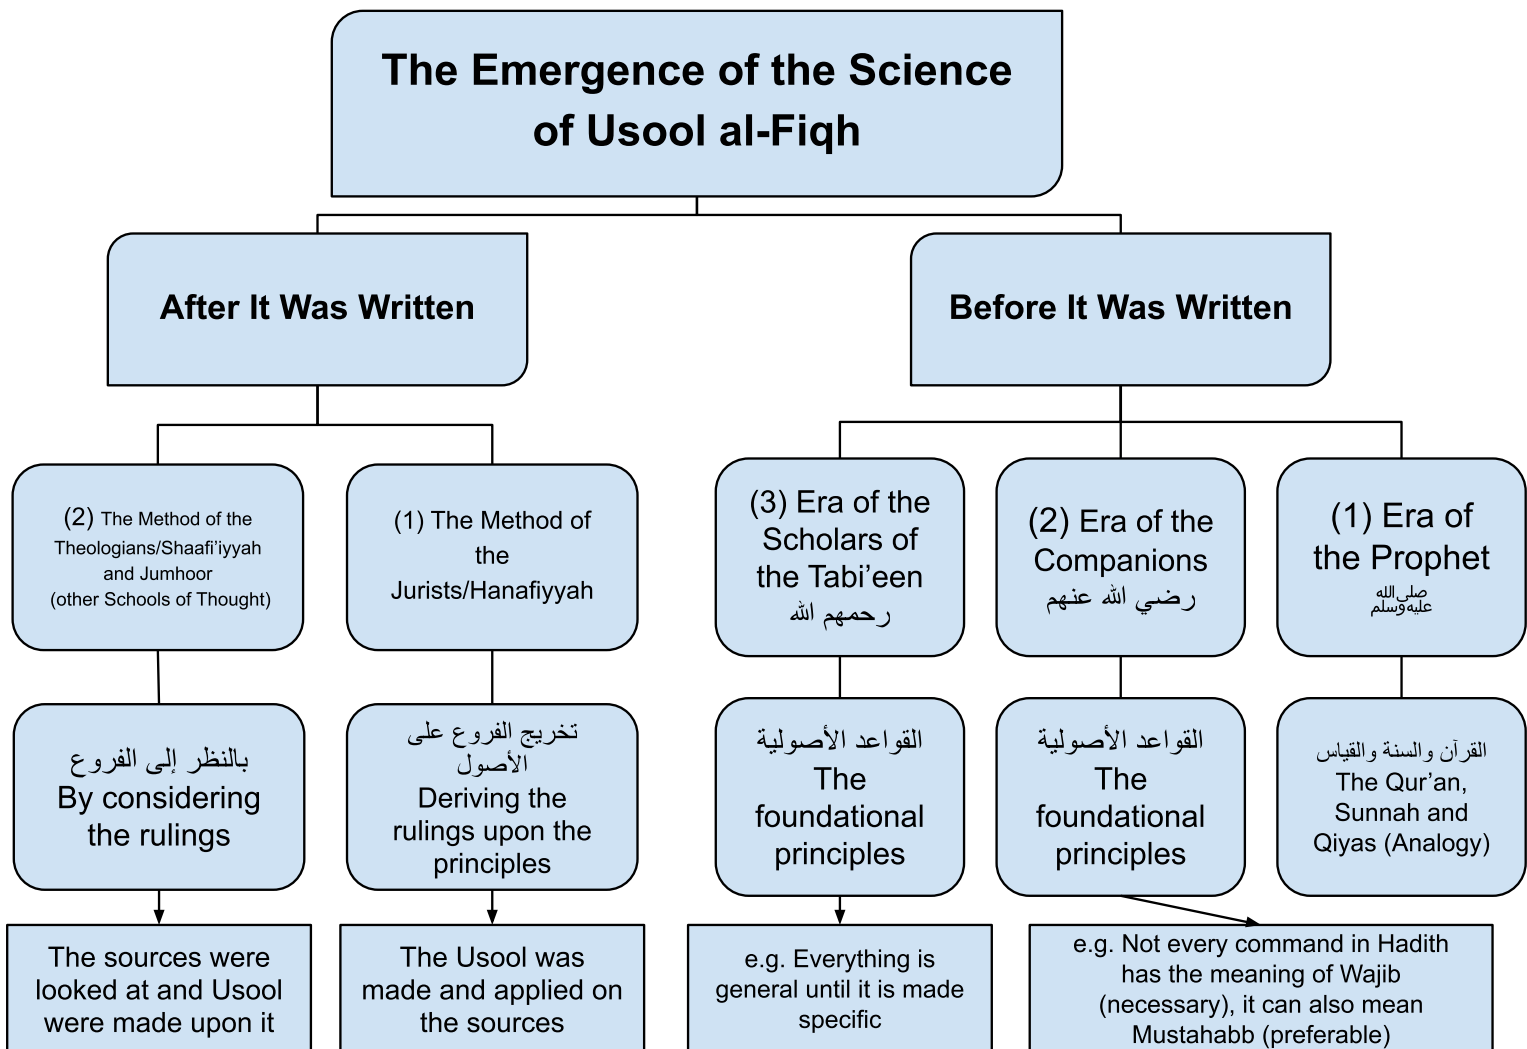 The Emergence of the Science
of Usool al-Fiqh
After It Was Written
Before It Was Written
(2) The Method of the
Theologians/Shaafi’iyyah
and Jumhoor
(other Schools of Thought)
(1) The Method of
the
Jurists/Hanafiyyah
(3) Era of the
Scholars of
the Tabi’een
رحمهم الله
(2) Era of the
Companions
رضي الله عنهم
(1) Era of
the Prophet
ﷺ
بالنظر إلى الفروع
By considering
the rulings
تخريج الفروع على
الأصول
Deriving the
rulings upon the
principles
القواعد الأصولية
The
foundational
principles
القواعد الأصولية
The
foundational
principles
القرآن والسنة والقياس
The Qur’an,
Sunnah and
Qiyas (Analogy)
The sources were
looked at and Usool
were made upon it
The Usool was
made and applied on
the sources
e.g. Everything is
general until it is made
specific
e.g. Not every command in Hadith
has the meaning of Wajib
(necessary), it can also mean
Mustahabb (preferable)